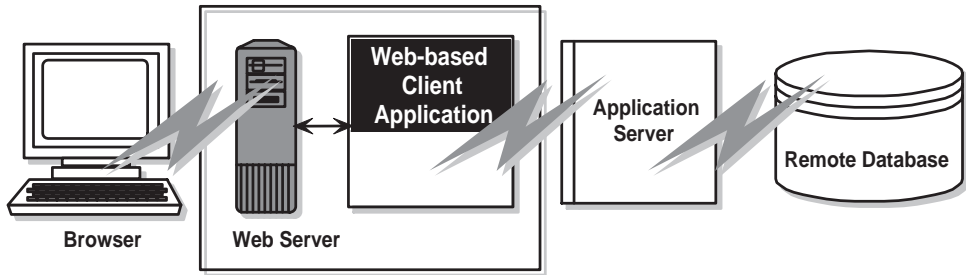 Web-based
Client
Application
Application
Server
Remote Database
Browser
Web Server